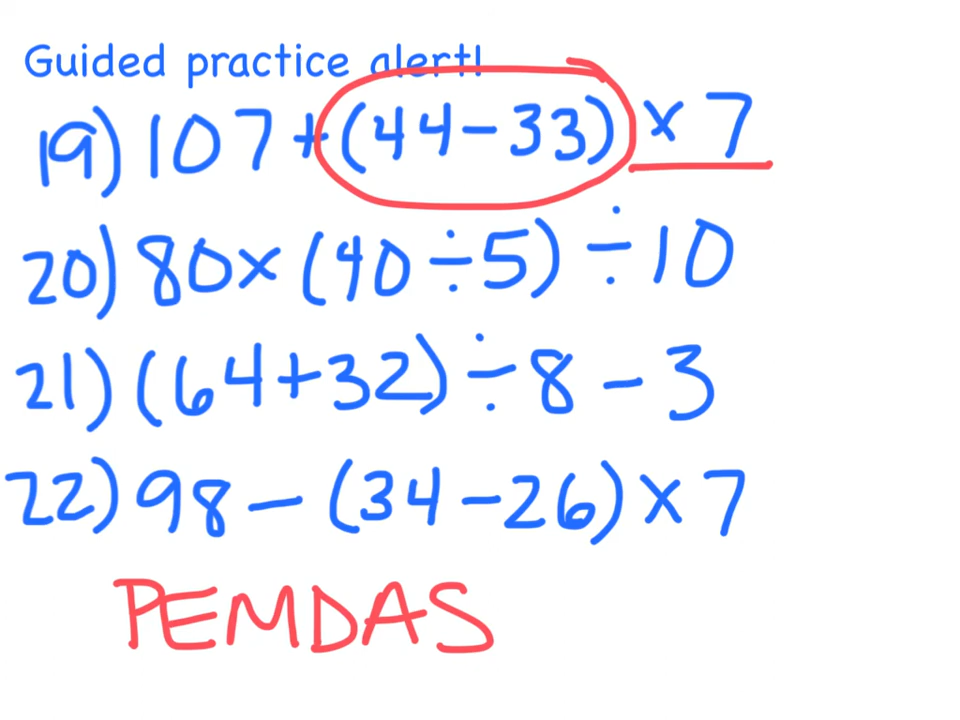 Guided practice alert!
19) 107 + (44 - 33) × 7
20) 80 × (40 ÷ 5) ÷ 10
21) (64 + 32) ÷ 8 - 3
22) 98 - (34 - 26) × 7
PEMDAS